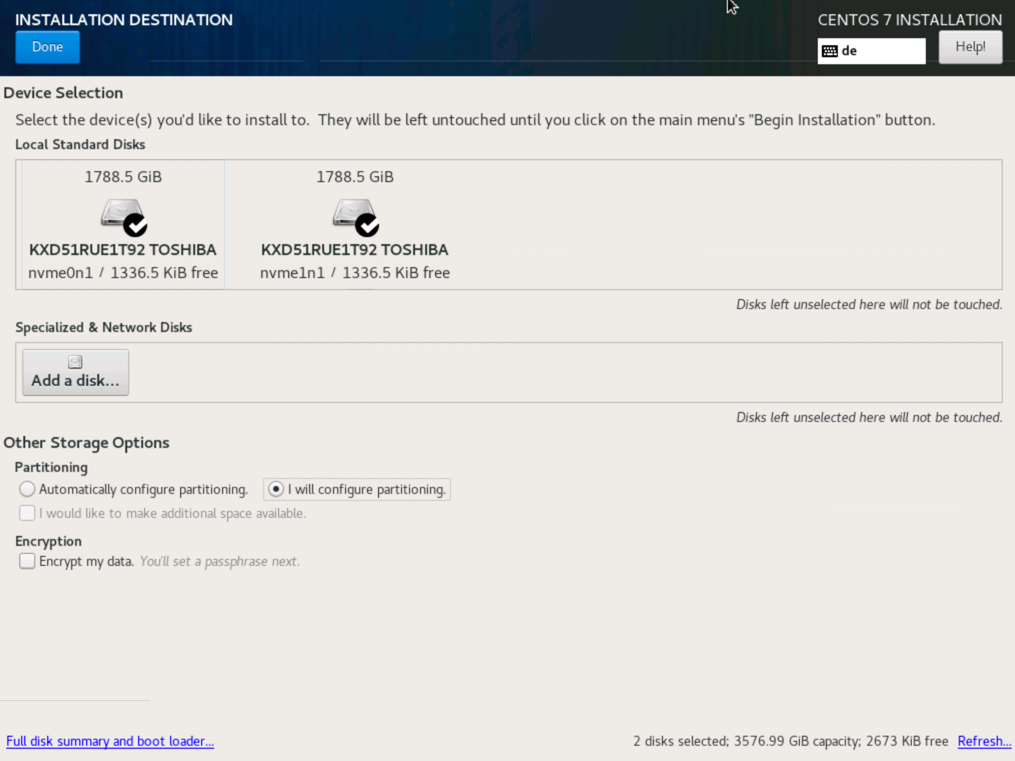 INSTALLATION DESTINATION
CENTOS 7 INSTALLATION
Done
de
Help!
Device Selection
Select the device(s) you'd like to install to.  They will be left untouched until you click on the main menu's "Begin Installation" button.
Local Standard Disks
1788.5 GiB
KXD51RUE1T92 TOSHIBA
nvme0n1 / 1336.5 KiB free
1788.5 GiB
KXD51RUE1T92 TOSHIBA
nvme1n1 / 1336.5 KiB free
Disks left unselected here will not be touched.
Specialized & Network Disks
Add a disk...
Disks left unselected here will not be touched.
Other Storage Options
Partitioning
Automatically configure partitioning. I will configure partitioning.
I would like to make additional space available.
Encryption
Encrypt my data. You'll set a passphrase next.
Full disk summary and boot loader...
2 disks selected; 3576.99 GiB capacity; 2673 KiB free Refresh...